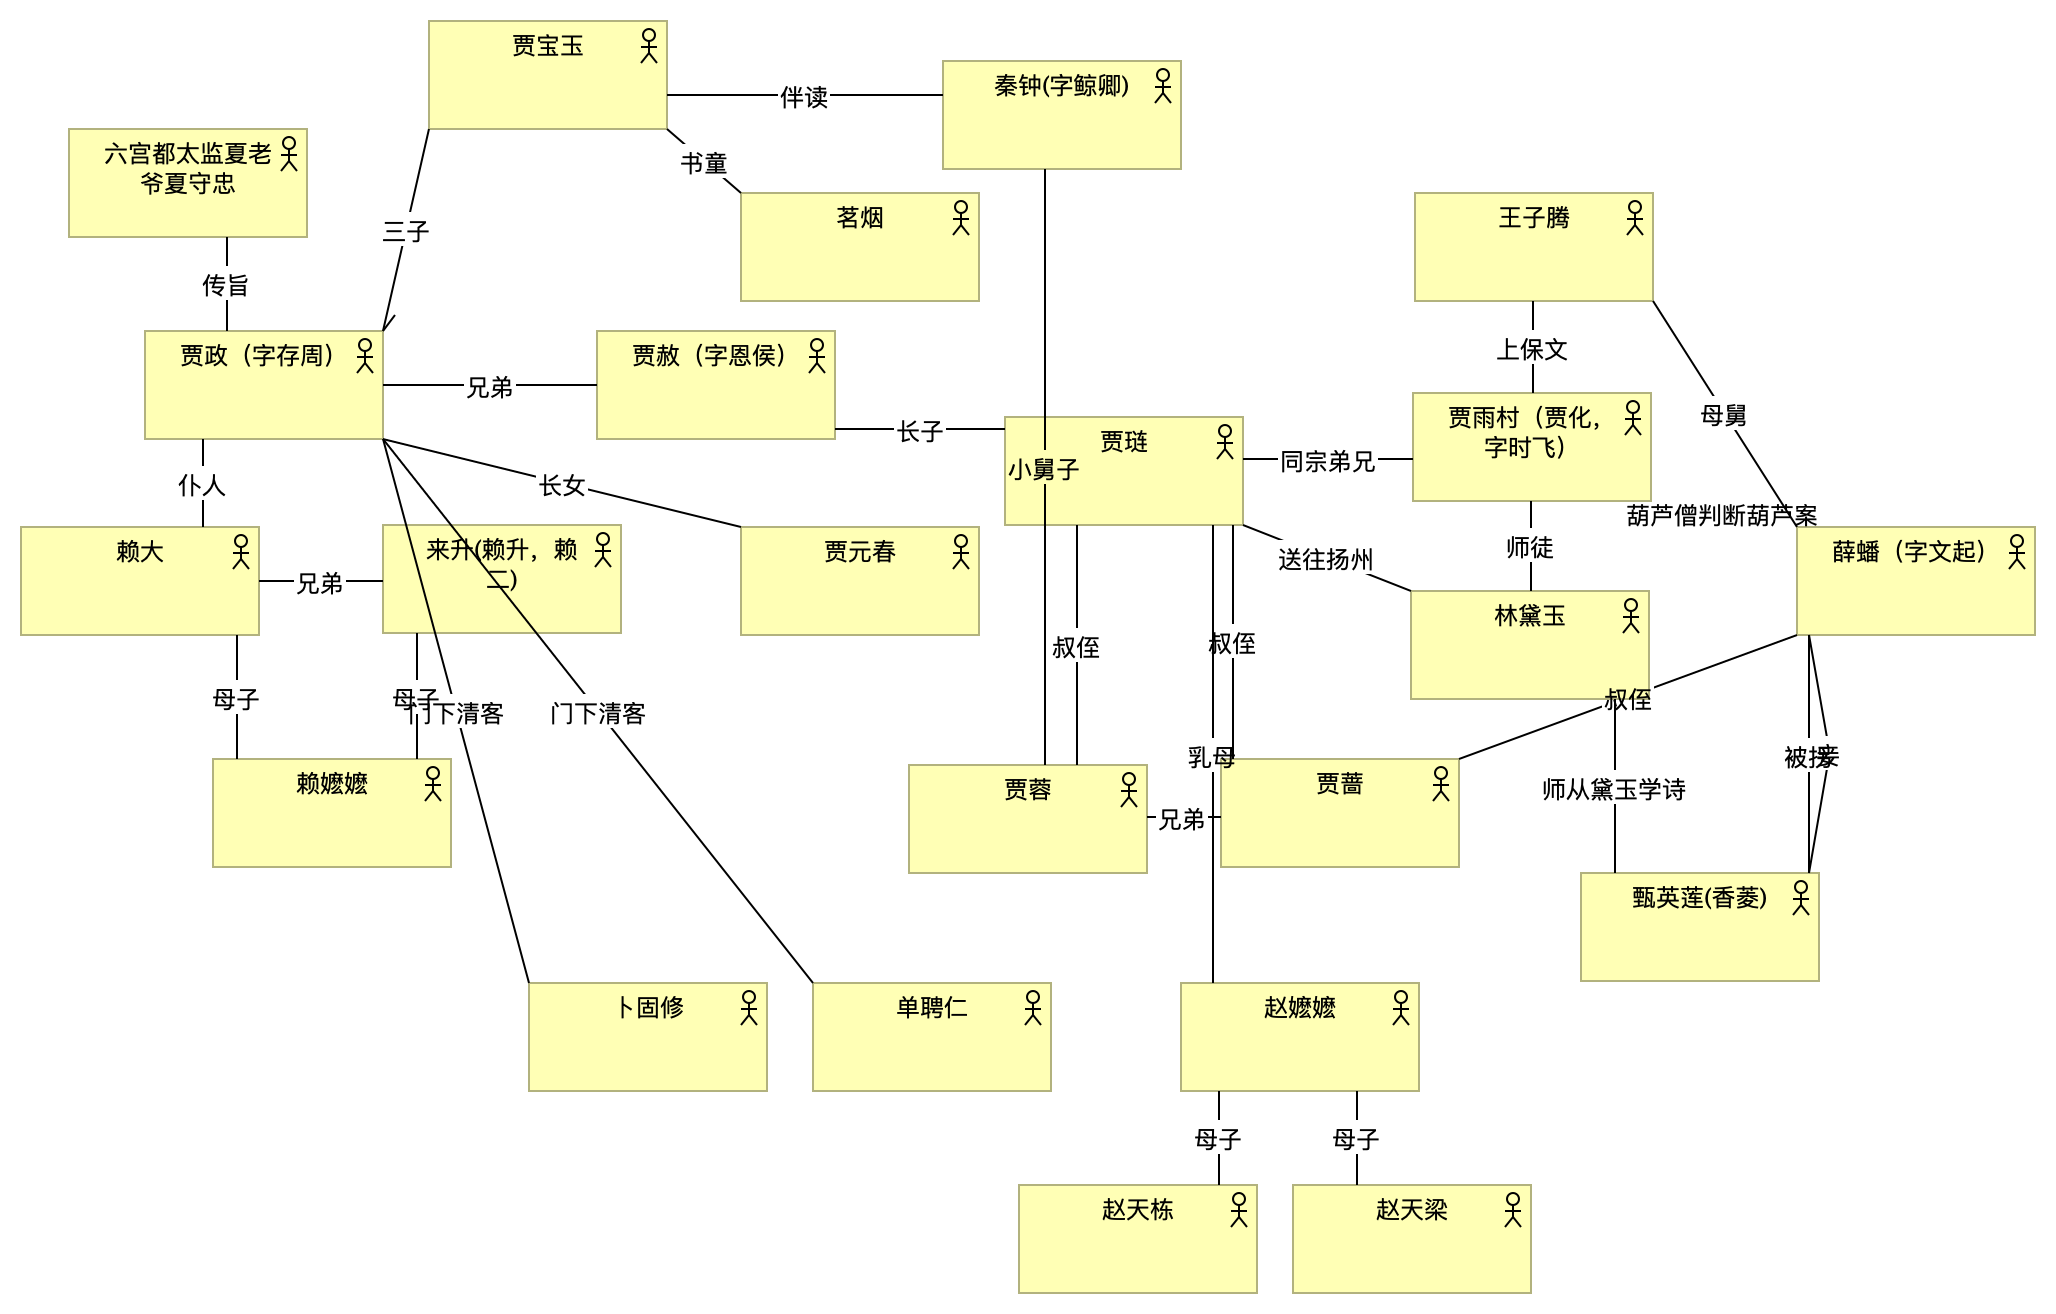 贾宝玉
伴读
秦钟(字鲸卿)
六宫都太监夏老
爷夏守忠
书童
茗烟
王子腾
三子
传旨
贾政（字存周）
兄弟
贾赦（字恩侯）
长子
贾琏
小舅子
同宗弟兄
上保文
贾雨村（贾化，
字时飞）
母舅
葫芦僧判断葫芦案
薛蟠（字文起）
仆人
长女
赖大
兄弟
来升(赖升，赖
二)
贾元春
送往扬州
师徒
林黛玉
叔侄
叔侄
叔侄
母子
母子
门下清客
门下清客
赖嬷嬷
乳母
贾蓉
兄弟
贾蔷
师从黛玉学诗
被拐
妾
甄英莲(香菱)
卜固修
单聘仁
赵嬷嬷
母子
母子
赵天栋
赵天梁